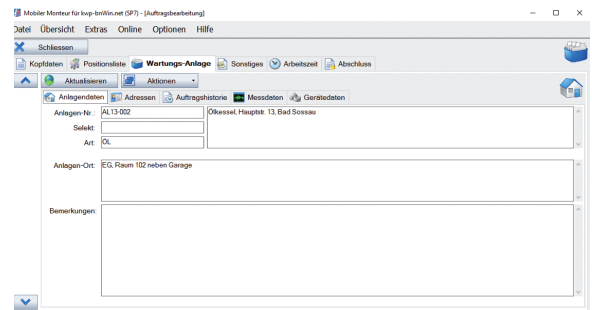 Mobiler Monteur für kwp-bnWin.net (SP7) - [Auftragsbearbeitung]
Datei Übersicht Extras Online Optionen Hilfe
Schliessen
Kopfdaten Positionsliste Wartungs-Anlage Sonstiges Arbeitszeit Abschluss
Aktualisieren Aktionen
Anlagendaten Adressen Auftragshistorie Messdaten Gerätedaten
Anlagen-Nr.: AL13-002 Ölkessel, Hauptstr. 13, Bad Sossau
Selekt:
Art: ÖL
Anlagen-Ort: EG, Raum 102 neben Garage
Bemerkungen: